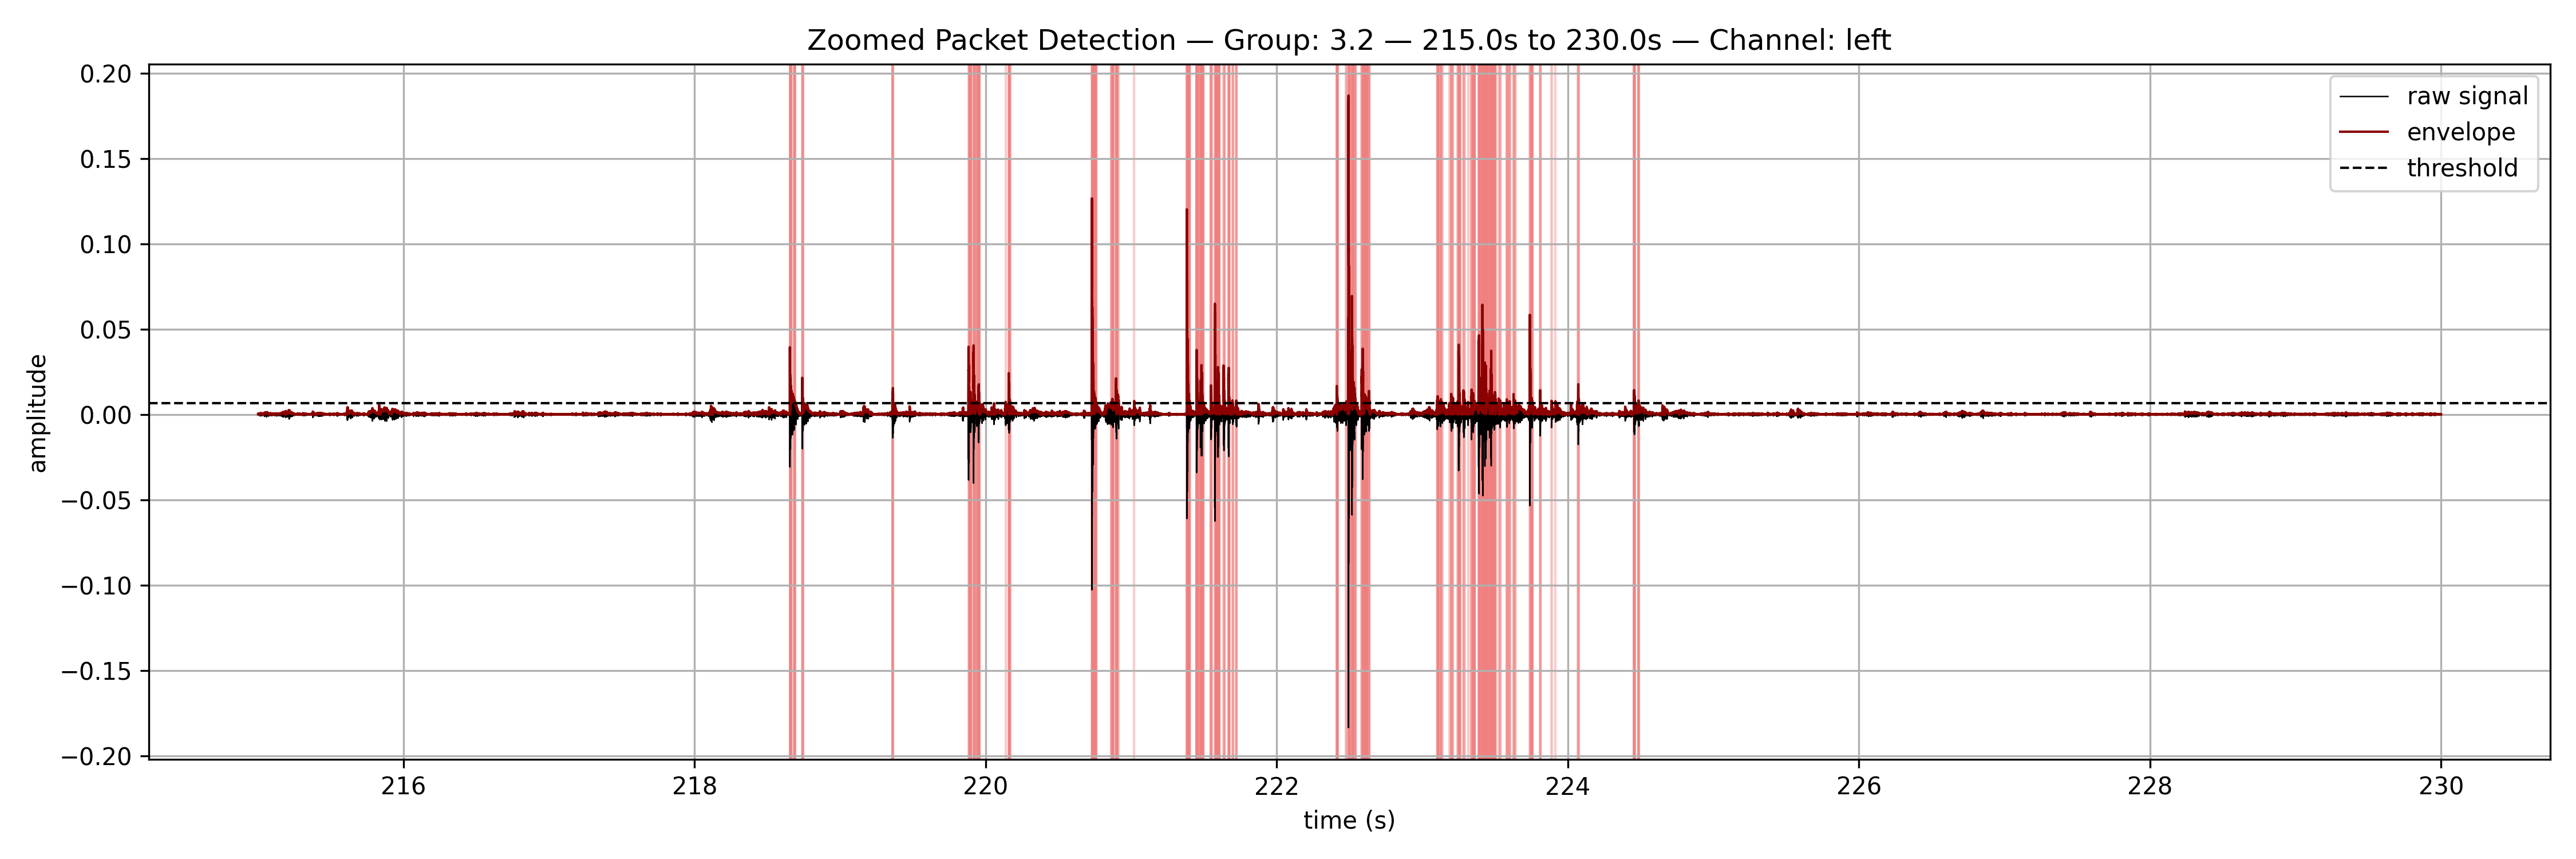 Zoomed Packet Detection — Group: 3.2 — 215.0s to 230.0s — Channel: left
raw signal
envelope
threshold
amplitude
0.20
0.15
0.10
0.05
0.00
−0.05
−0.10
−0.15
−0.20
216 218 220 222 224 226 228 230
time (s)